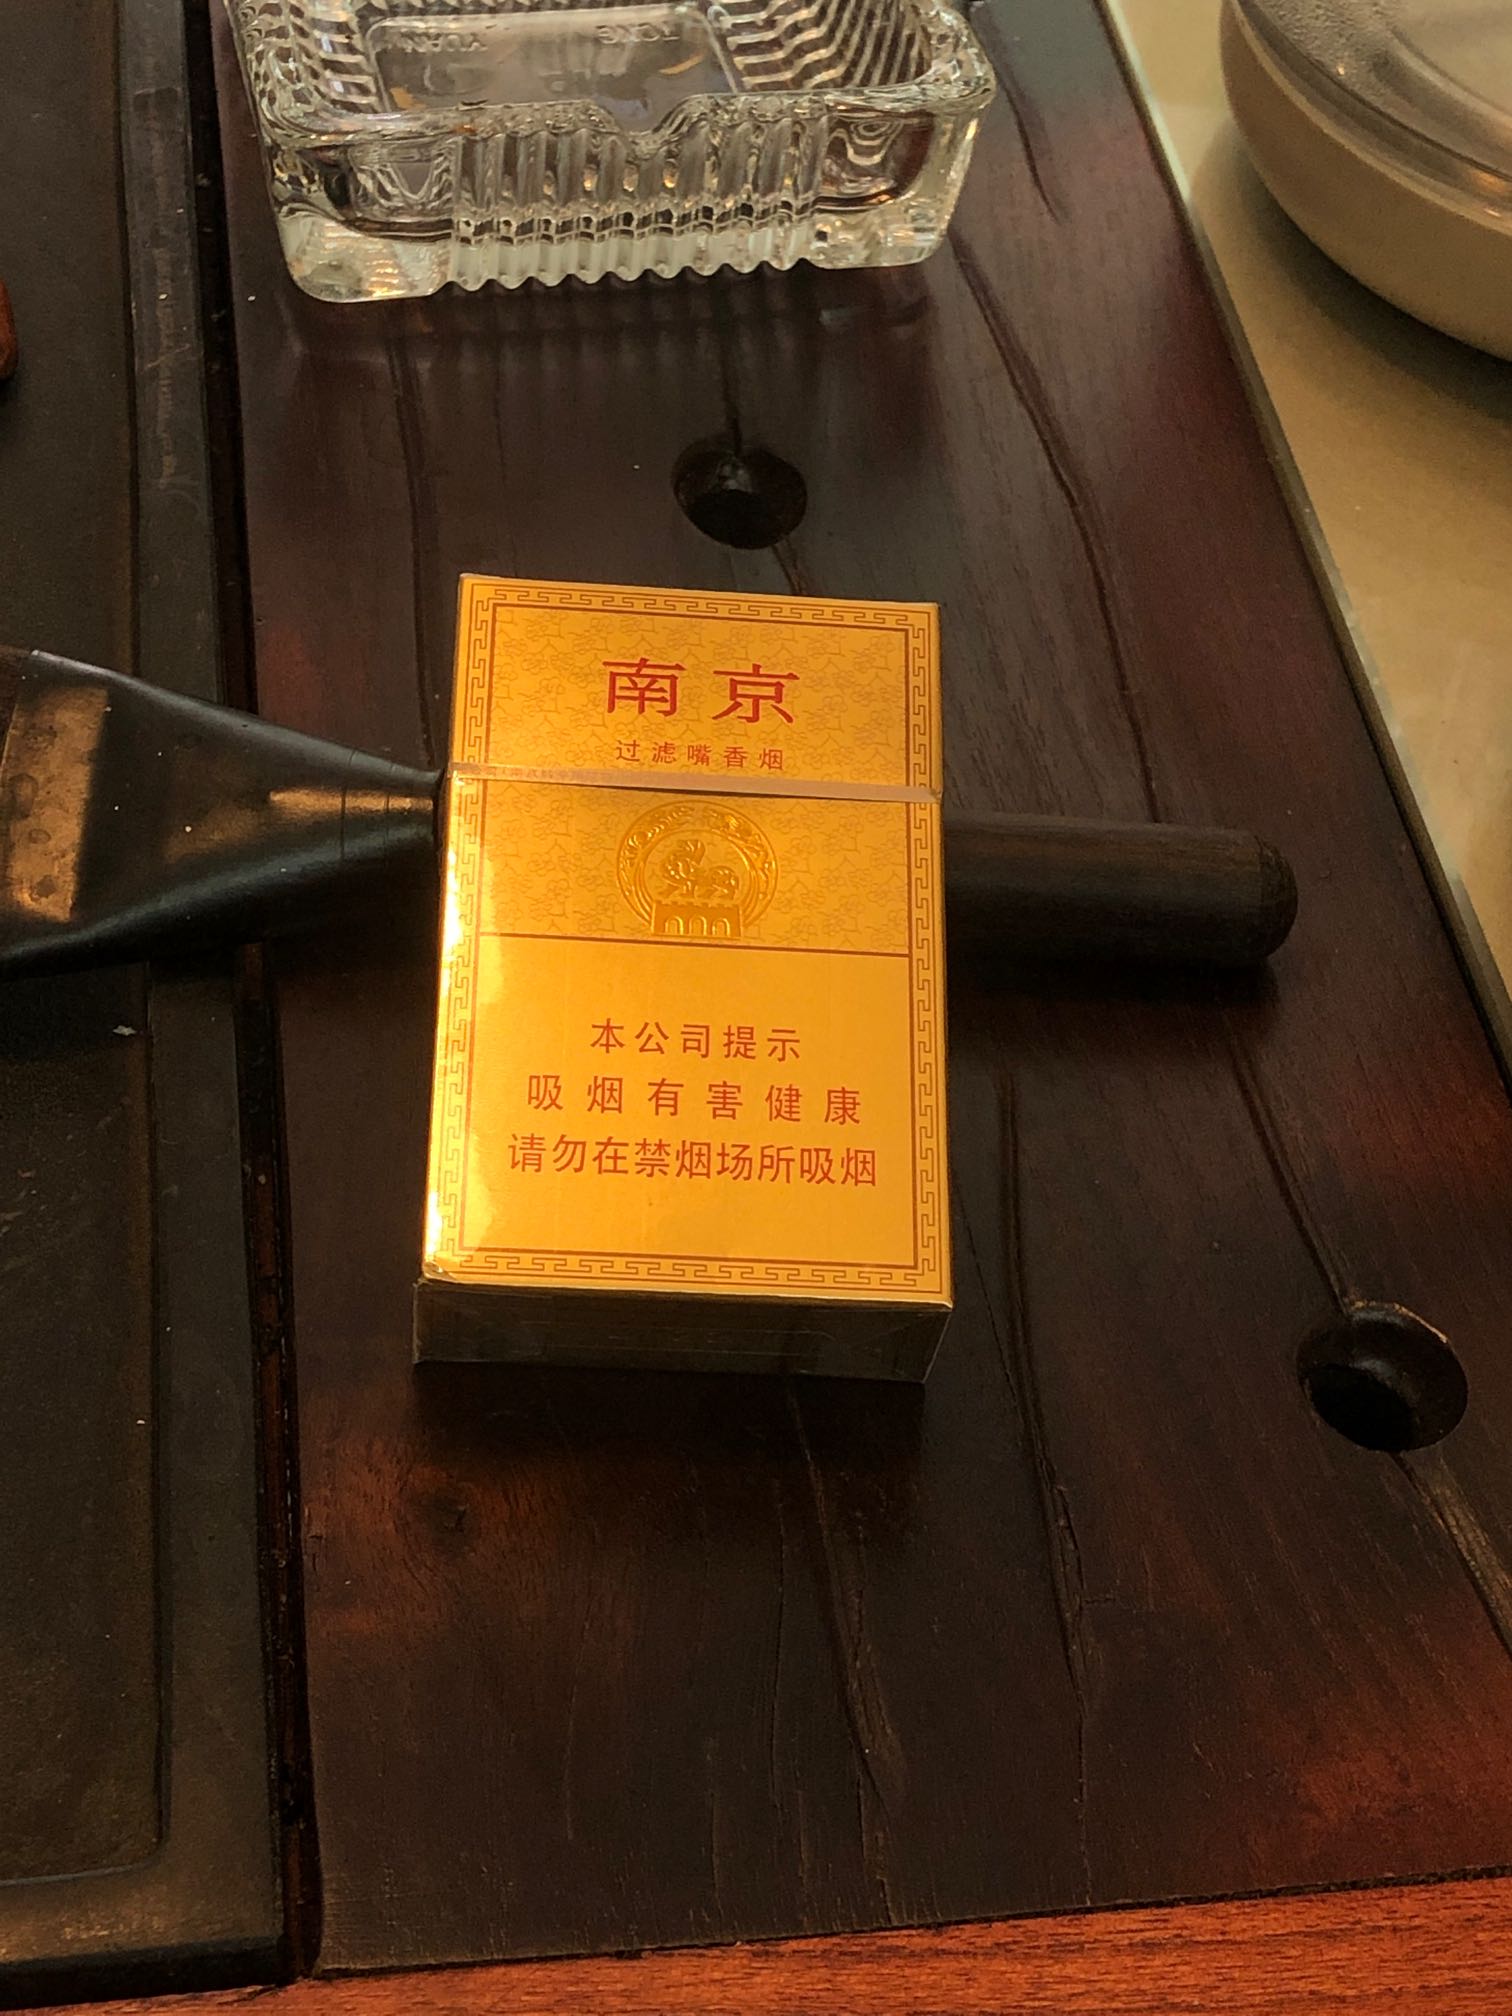 南京
过滤嘴香烟
本公司提示
吸烟有害健康
请勿在禁烟场所吸烟